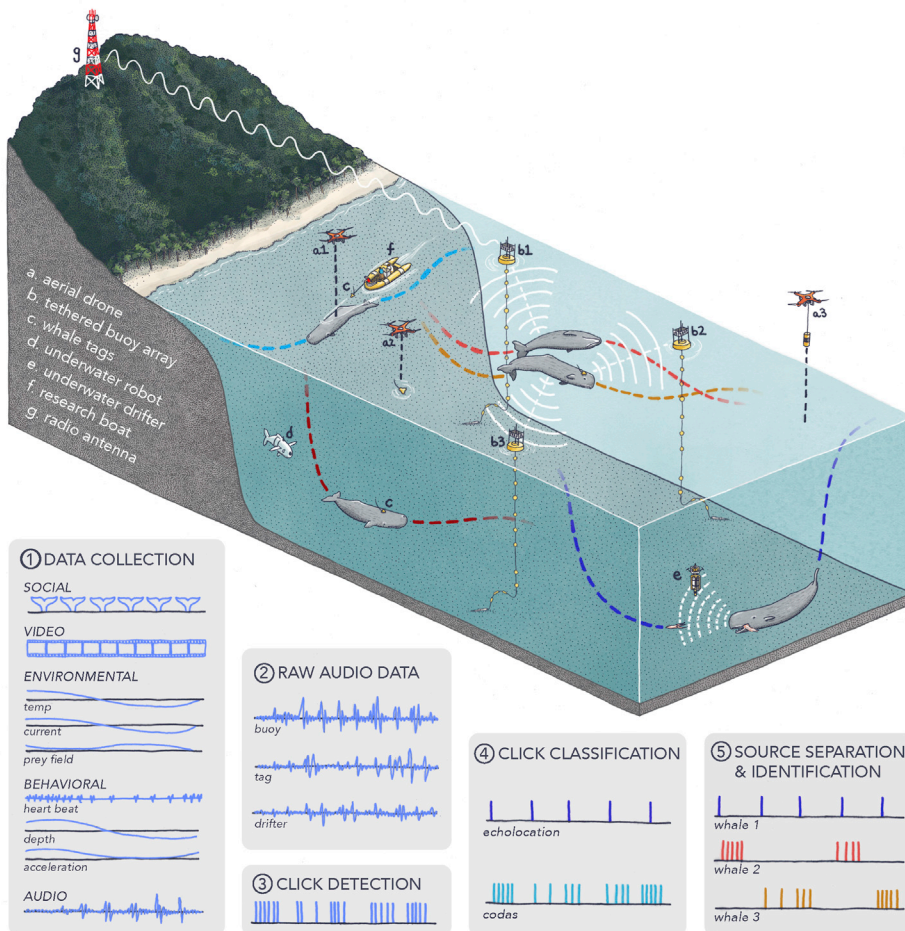 g
a1
f
c
b1
a2
b2
a3
a. aerial drone
b. tethered buoy array
c. whale tags
d. underwater robot
e. underwater drifter
f. research boat
g. radio antenna
d
b3
c
e
① DATA COLLECTION
SOCIAL
VIDEO
ENVIRONMENTAL
temp
current
prey field
BEHAVIORAL
heart beat
depth
acceleration
AUDIO
② RAW AUDIO DATA
buoy
tag
drifter
③ CLICK DETECTION
④ CLICK CLASSIFICATION
echolocation
codas
⑤ SOURCE SEPARATION
& IDENTIFICATION
whale 1
whale 2
whale 3